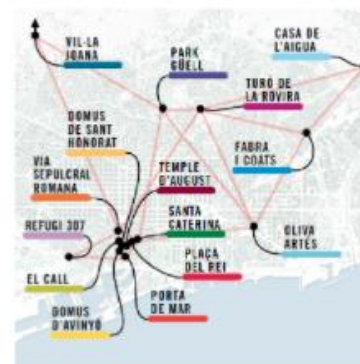 VIL·LA
JOANA
PARK
GÜELL
CASA DE
L'AIGUA
TURÓ DE
LA ROVIRA
DOMUS
DE SANT
HONORAT
FABRA
I COATS
VIA
SEPULCRAL
ROMANA
TEMPLE
D'AUGUST
REFUGI 307
SANTA
CATERINA
OLIVA
ARTÉS
PLAÇA
DEL REI
EL CALL
PORTA
DE MAR
DOMUS
D'AVINYÓ